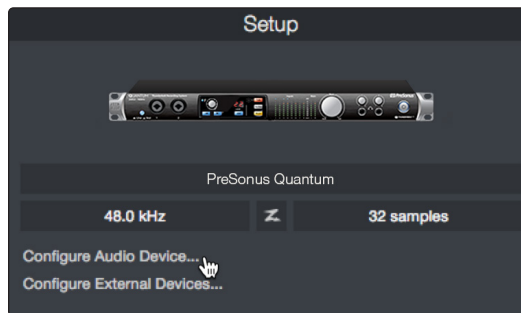 Setup
PreSonus Quantum
48.0 kHz
Z
32 samples
Configure Audio Device...
Configure External Devices...